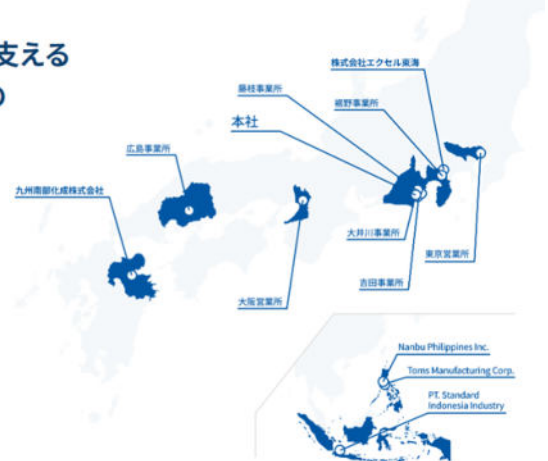 支える
の
株式会社エクセル東海
藤枝事業所
裾野事業所
本社
広島事業所
九州南部化成株式会社
大井川事業所
東京営業所
吉田事業所
大阪営業所
Nanbu Philippines Inc.
Toms Manufacturing Corp.
PT. Standard
Indonesia Industry